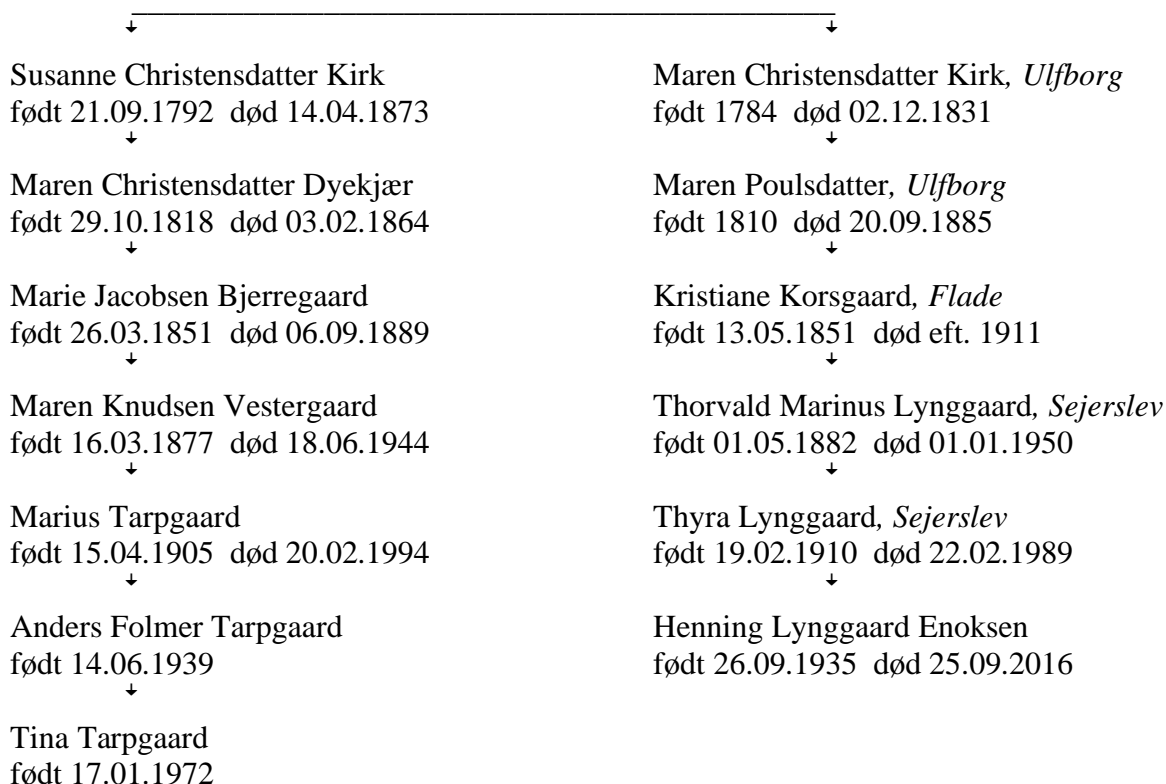 Susanne Christensdatter Kirk
født 21.09.1792 død 14.04.1873
Maren Christensdatter Dyekjær
født 29.10.1818 død 03.02.1864
Marie Jacobsen Bjerregaard
født 26.03.1851 død 06.09.1889
Maren Knudsen Vestergaard
født 16.03.1877 død 18.06.1944
Marius Tarpgaard
født 15.04.1905 død 20.02.1994
Anders Folmer Tarpgaard
født 14.06.1939
Tina Tarpgaard
født 17.01.1972
Maren Christensdatter Kirk, Ulfborg
født 1784 død 02.12.1831
Maren Poulsdatter, Ulfborg
født 1810 død 20.09.1885
Kristiane Korsgaard, Flade
født 13.05.1851 død eft. 1911
Thorvald Marinus Lynggaard, Sejerslev
født 01.05.1882 død 01.01.1950
Thyra Lynggaard, Sejerslev
født 19.02.1910 død 22.02.1989
Henning Lynggaard Enoksen
født 26.09.1935 død 25.09.2016